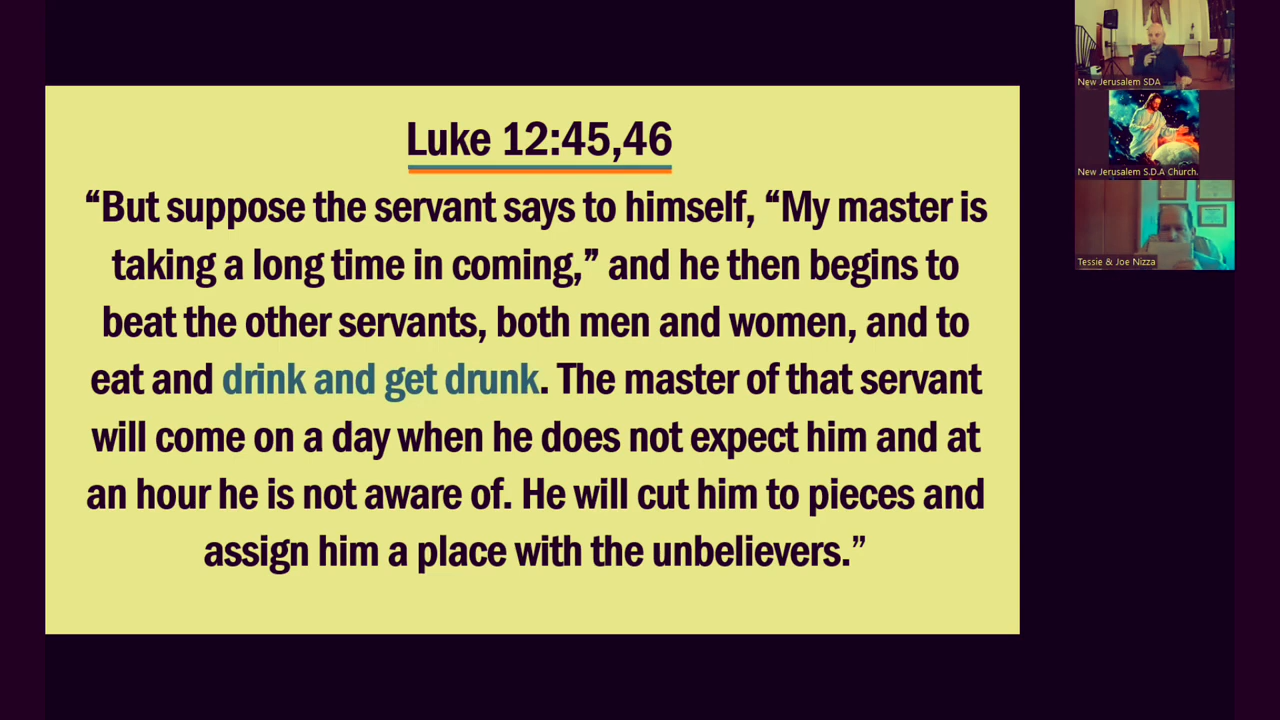 Luke 12:45,46
“But suppose the servant says to himself, “My master is
taking a long time in coming,” and he then begins to
beat the other servants, both men and women, and to
eat and drink and get drunk. The master of that servant
will come on a day when he does not expect him and at
an hour he is not aware of. He will cut him to pieces and
assign him a place with the unbelievers.”
New Jerusalem SDA
New Jerusalem S.D.A Church.
Tessie & Joe Nizza